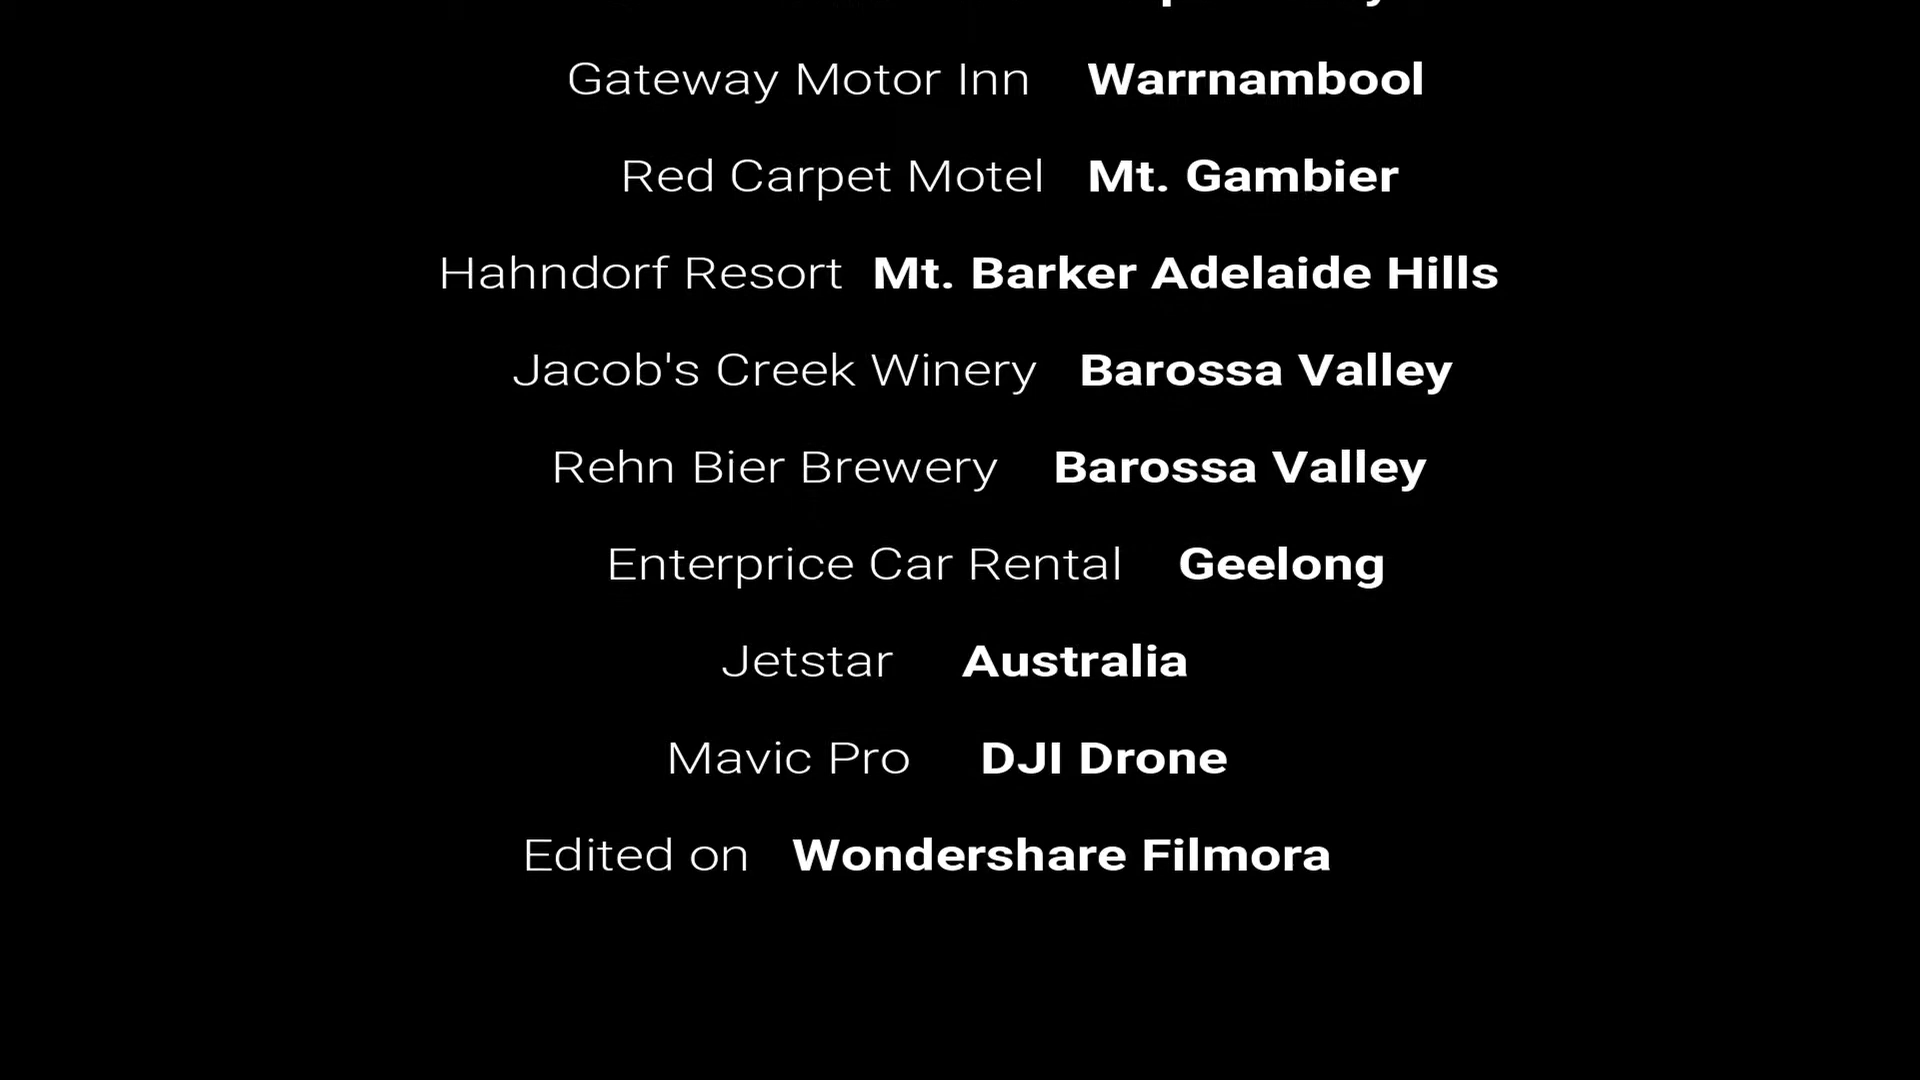 Gateway Motor Inn Warrnambool
Red Carpet Motel Mt. Gambier
Hahndorf Resort Mt. Barker Adelaide Hills
Jacob's Creek Winery Barossa Valley
Rehn Bier Brewery Barossa Valley
Enterprice Car Rental Geelong
Jetstar Australia
Mavic Pro DJI Drone
Edited on Wondershare Filmora